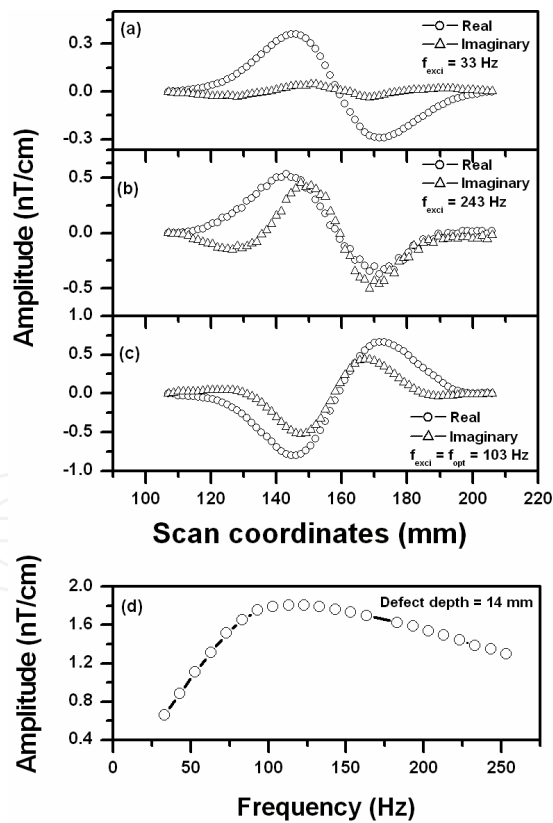 (a)
Real
Imaginary
f_exci = 33 Hz
0.3
0.0
-0.3
(b)
Real
Imaginary
f_exci = 243 Hz
0.5
0.0
-0.5
1.0
(c)
Real
Imaginary
f_exci = f_opt = 103 Hz
0.5
0.0
-0.5
-1.0
Amplitude (nT/cm)
100 120 140 160 180 200 220
Scan coordinates (mm)
(d)
Defect depth = 14 mm
2.0
1.6
1.2
0.8
0.4
Amplitude (nT/cm)
0 50 100 150 200 250
Frequency (Hz)